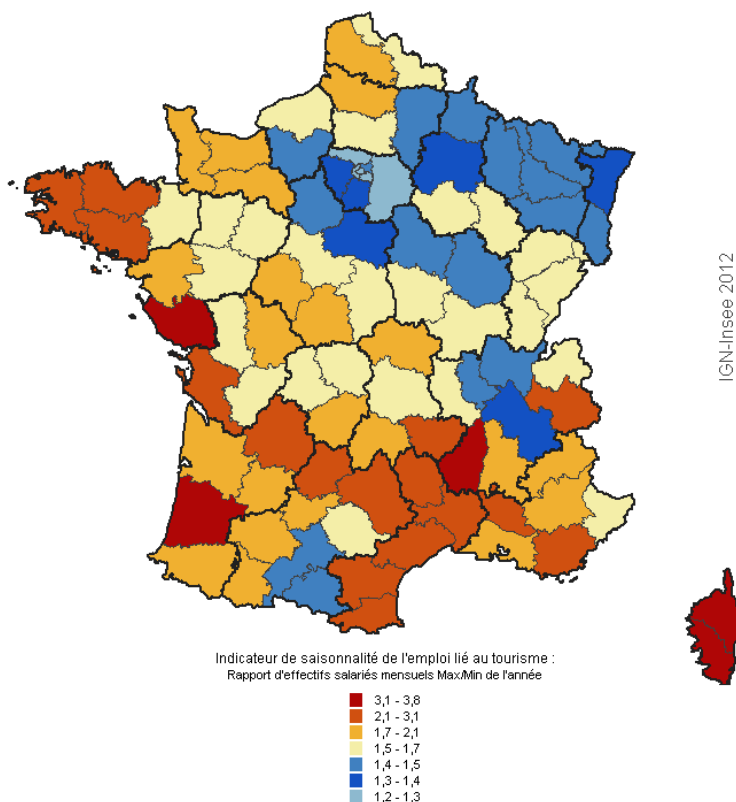 IGN-Insee 2012
Indicateur de saisonnalité de l'emploi lié au tourisme :
Rapport d'effectifs salariés mensuels Max/Min de l'année
3,1 - 3,8
2,1 - 3,1
1,7 - 2,1
1,5 - 1,7
1,4 - 1,5
1,3 - 1,4
1,2 - 1,3